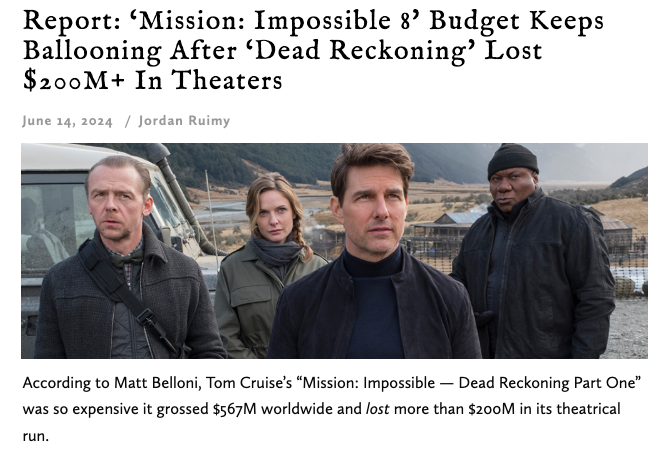 Report: ‘Mission: Impossible 8’ Budget Keeps
Ballooning After ‘Dead Reckoning’ Lost
$200M+ In Theaters
June 14, 2024 / Jordan Ruimy
According to Matt Belloni, Tom Cruise’s “Mission: Impossible — Dead Reckoning Part One”
was so expensive it grossed $567M worldwide and lost more than $200M in its theatrical
run.